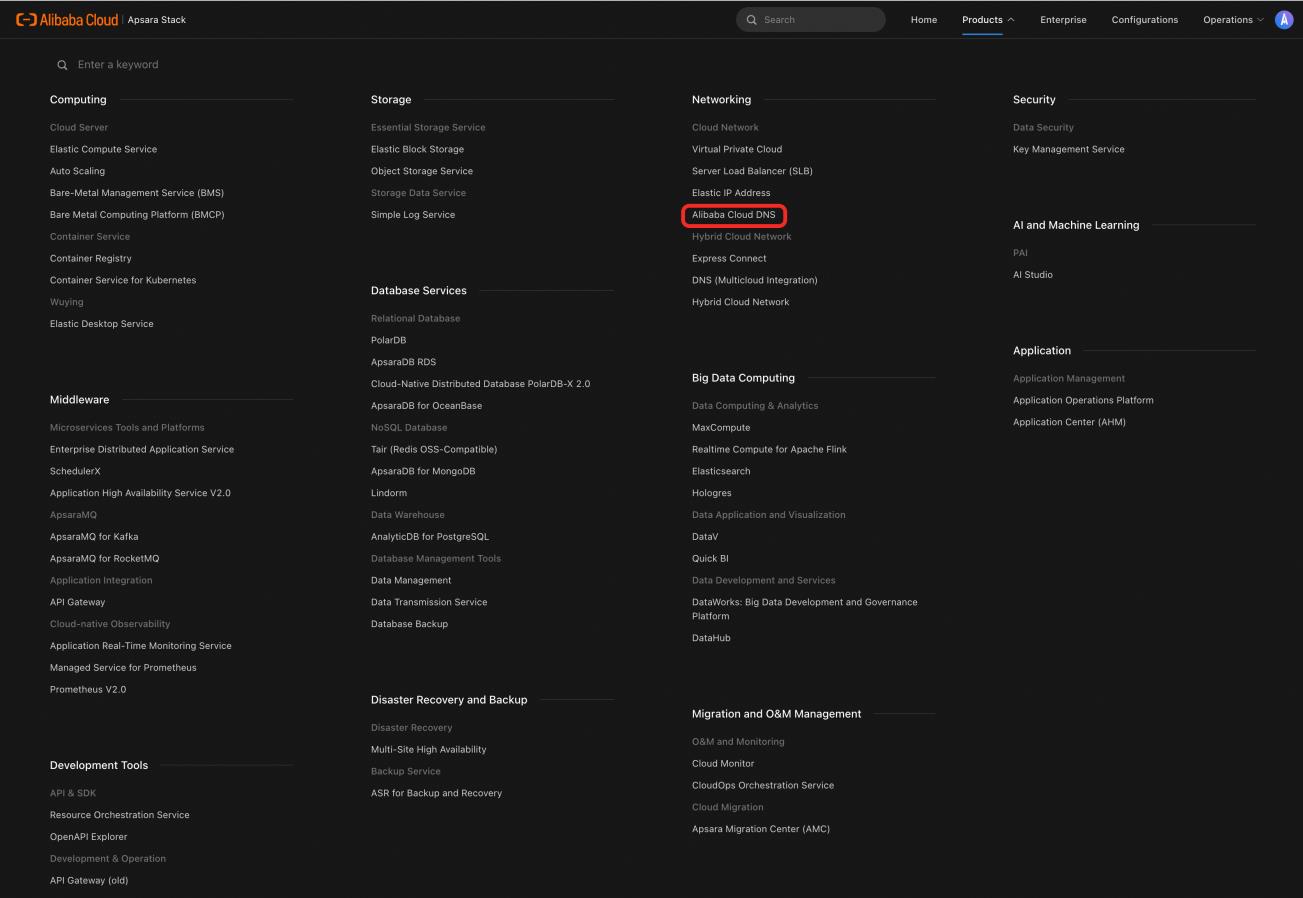 Alibaba Cloud | Apsara Stack
Search
Home
Products
Enterprise
Configurations
Operations
Enter a keyword
Computing
Cloud Server
Elastic Compute Service
Auto Scaling
Bare-Metal Management Service (BMS)
Bare Metal Computing Platform (BMCP)
Container Service
Container Registry
Container Service for Kubernetes
Wuying
Elastic Desktop Service
Middleware
Microservices Tools and Platforms
Enterprise Distributed Application Service
SchedulerX
Application High Availability Service V2.0
ApsaraMQ
ApsaraMQ for Kafka
ApsaraMQ for RocketMQ
Application Integration
API Gateway
Cloud-native Observability
Application Real-Time Monitoring Service
Managed Service for Prometheus
Prometheus V2.0
Development Tools
API & SDK
Resource Orchestration Service
OpenAPI Explorer
Development & Operation
API Gateway (old)
Storage
Essential Storage Service
Elastic Block Storage
Object Storage Service
Storage Data Service
Simple Log Service
Database Services
Relational Database
PolarDB
ApsaraDB RDS
Cloud-Native Distributed Database PolarDB-X 2.0
ApsaraDB for OceanBase
NoSQL Database
Tair (Redis OSS-Compatible)
ApsaraDB for MongoDB
Lindorm
Data Warehouse
AnalyticDB for PostgreSQL
Database Management Tools
Data Management
Data Transmission Service
Database Backup
Disaster Recovery and Backup
Disaster Recovery
Multi-Site High Availability
Backup Service
ASR for Backup and Recovery
Networking
Cloud Network
Virtual Private Cloud
Server Load Balancer (SLB)
Elastic IP Address
Alibaba Cloud DNS
Hybrid Cloud Network
Express Connect
DNS (Multicloud Integration)
Hybrid Cloud Network
Big Data Computing
Data Computing & Analytics
MaxCompute
Realtime Compute for Apache Flink
Elasticsearch
Hologres
Data Application and Visualization
DataV
Quick BI
Data Development and Services
DataWorks: Big Data Development and Governance
Platform
DataHub
Migration and O&M Management
O&M and Monitoring
Cloud Monitor
CloudOps Orchestration Service
Cloud Migration
Apsara Migration Center (AMC)
Security
Data Security
Key Management Service
AI and Machine Learning
PAI
AI Studio
Application
Application Management
Application Operations Platform
Application Center (AHM)